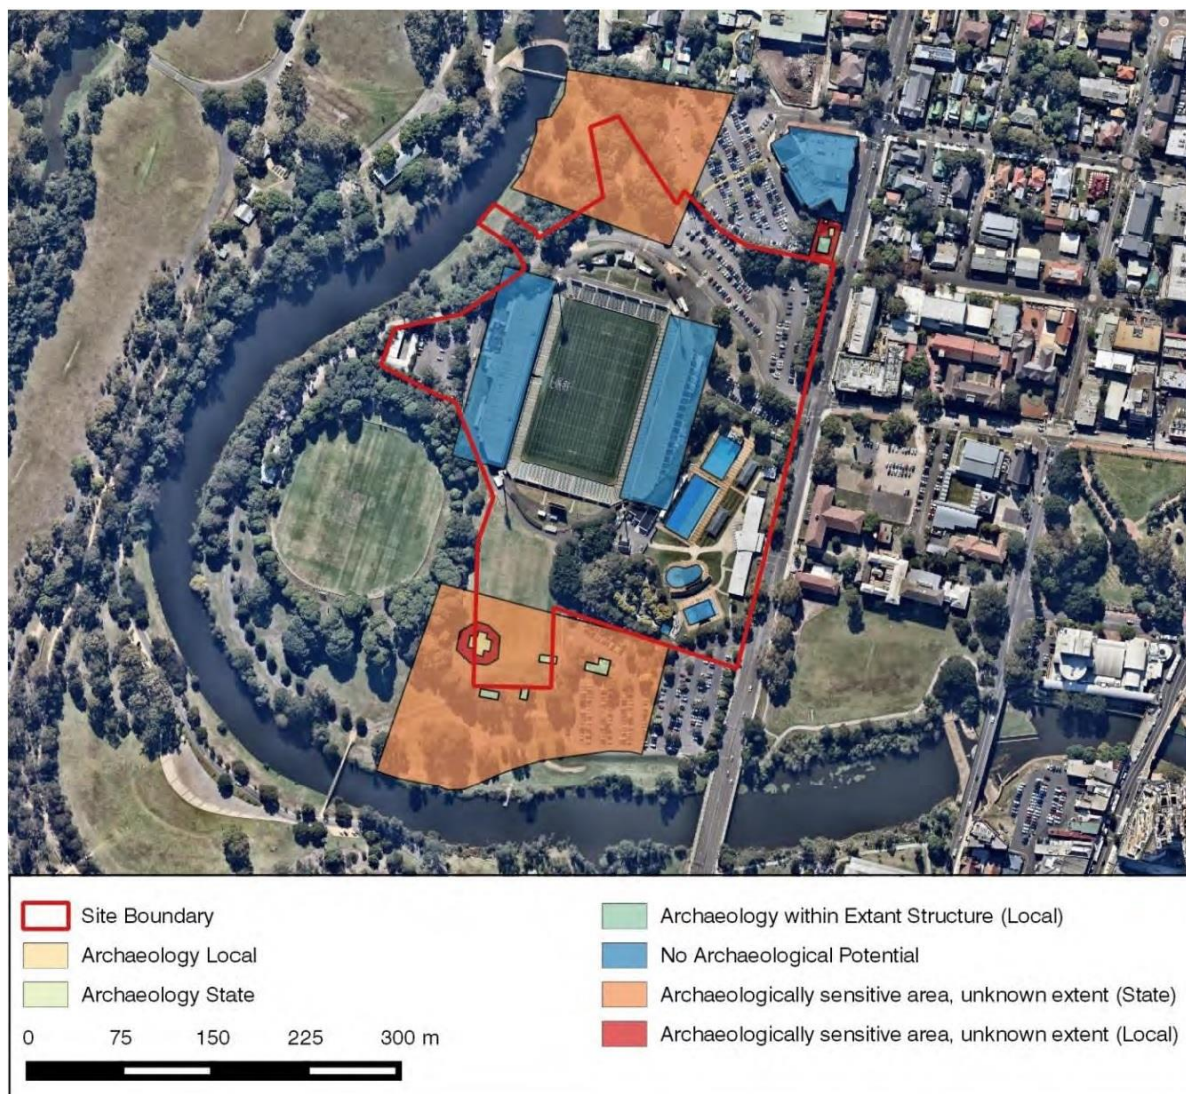 Site Boundary
Archaeology Local
Archaeology State
0 75 150 225 300 m
Archaeology within Extant Structure (Local)
No Archaeological Potential
Archaeologically sensitive area, unknown extent (State)
Archaeologically sensitive area, unknown extent (Local)